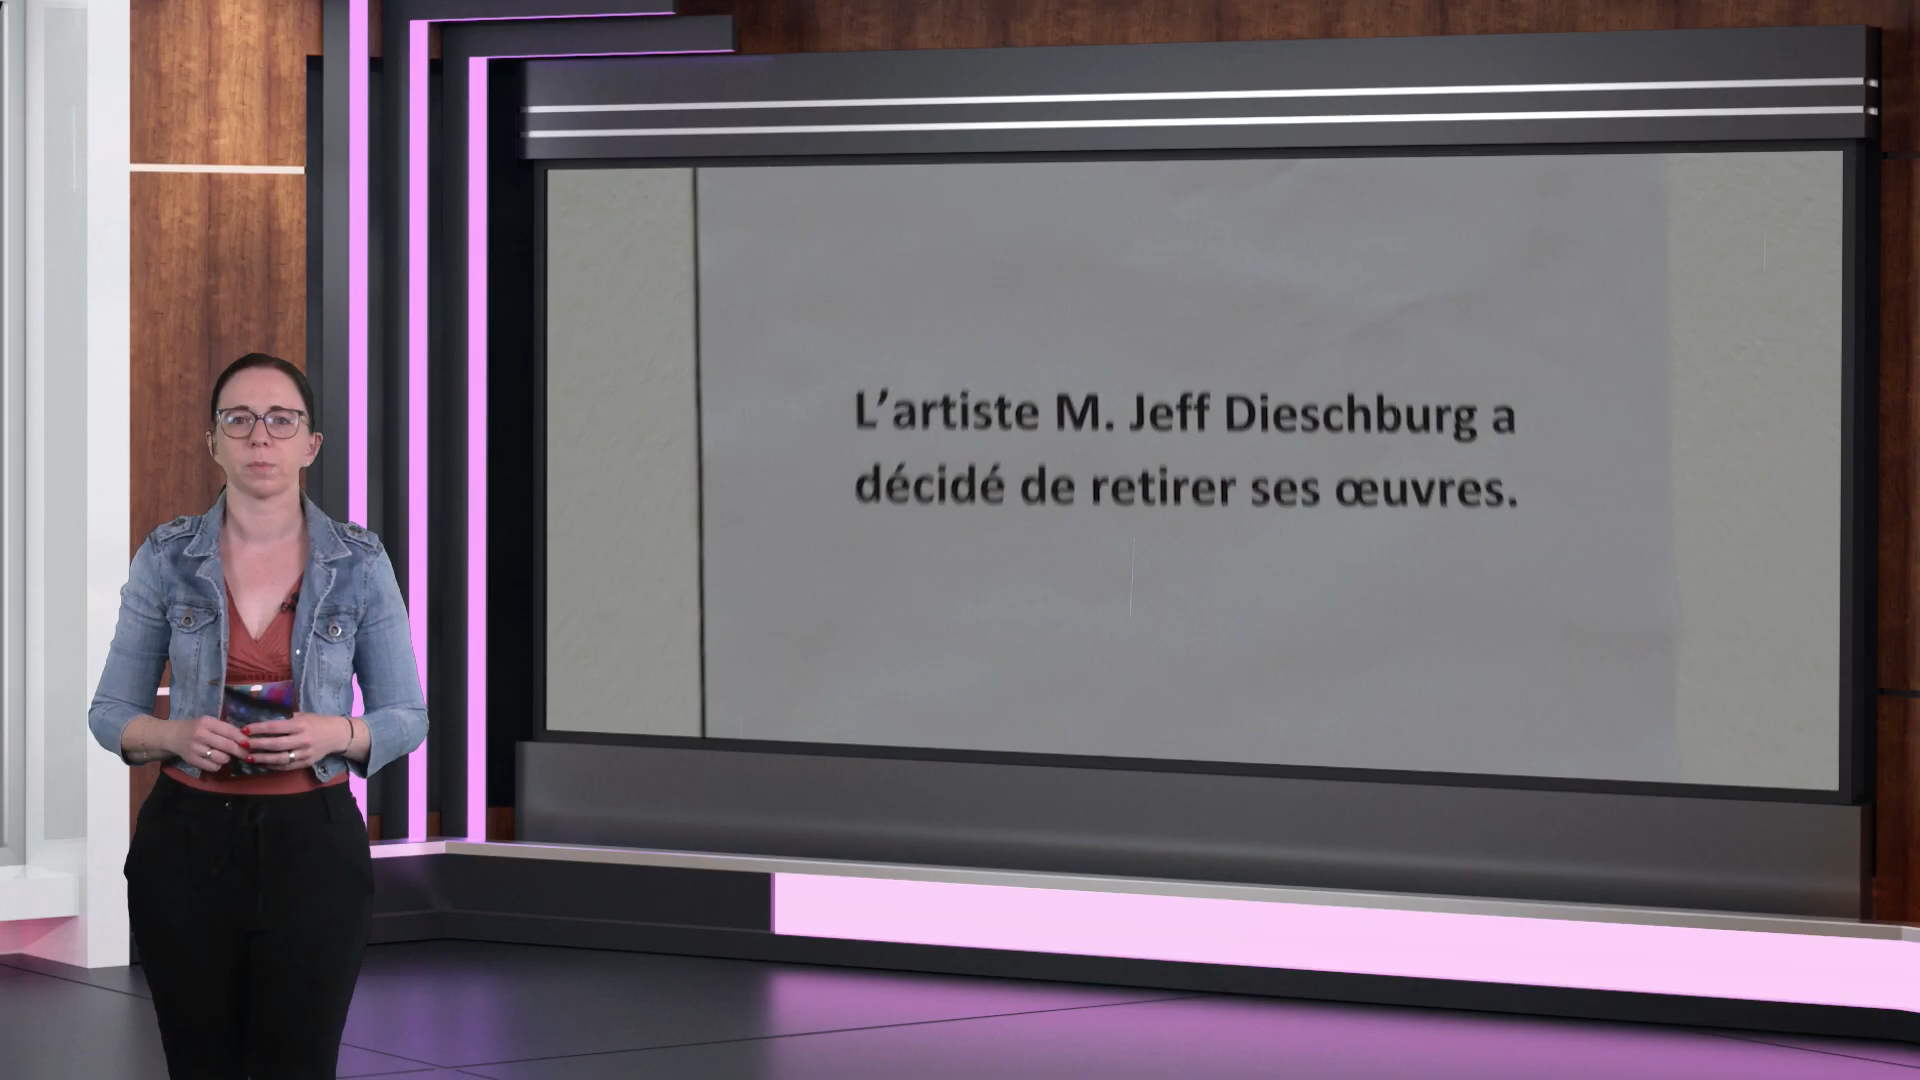 L’artiste M. Jeff Dieschburg a
décidé de retirer ses œuvres.